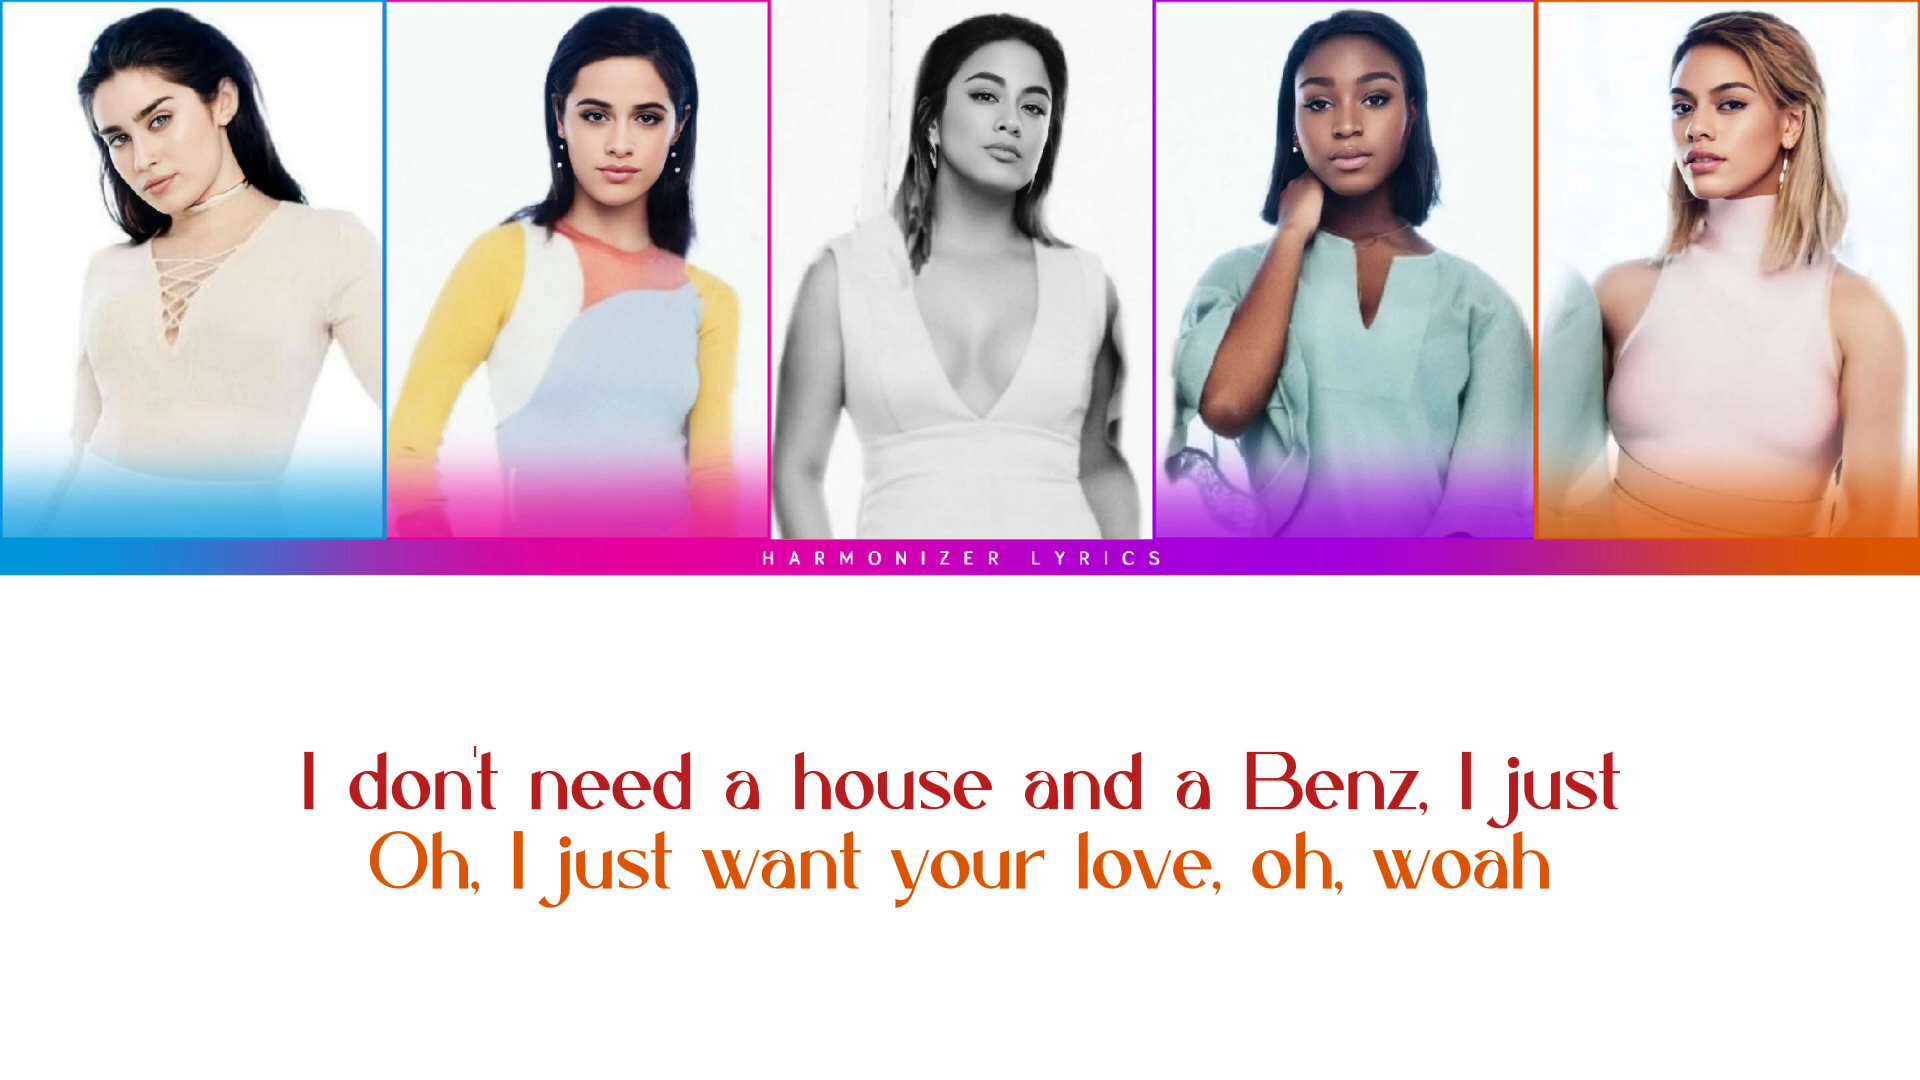 HARMONIZER LYRICS
I don't need a house and a Benz, I just
Oh, I just want your love, oh, woah